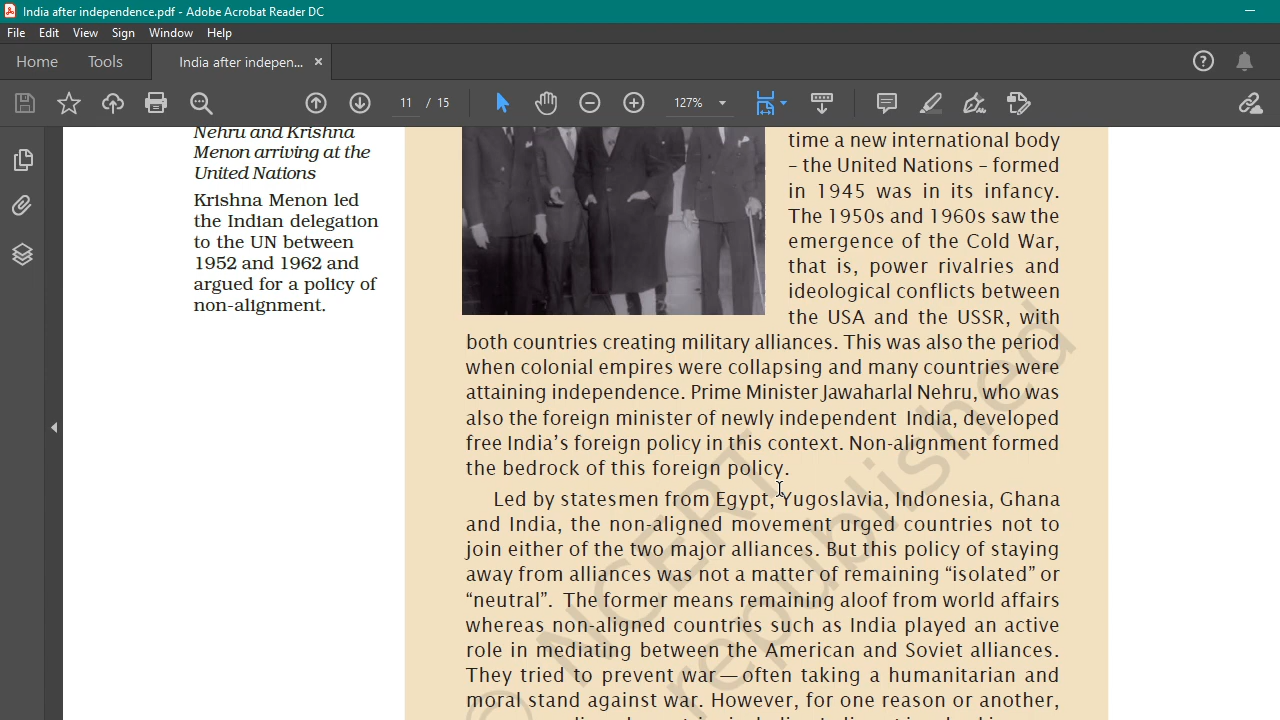 India after independence.pdf - Adobe Acrobat Reader DC
File Edit View Sign Window Help
Home Tools India after indepen... ×
11 / 15 127%
Nehru and Krishna
Menon arriving at the
United Nations
Krishna Menon led
the Indian delegation
to the UN between
1952 and 1962 and
argued for a policy of
non-alignment.
time a new international body
– the United Nations – formed
in 1945 was in its infancy.
The 1950s and 1960s saw the
emergence of the Cold War,
that is, power rivalries and
ideological conflicts between
the USA and the USSR, with
both countries creating military alliances. This was also the period
when colonial empires were collapsing and many countries were
attaining independence. Prime Minister Jawaharlal Nehru, who was
also the foreign minister of newly independent India, developed
free India’s foreign policy in this context. Non-alignment formed
the bedrock of this foreign policy.
Led by statesmen from Egypt, Yugoslavia, Indonesia, Ghana
and India, the non-aligned movement urged countries not to
join either of the two major alliances. But this policy of staying
away from alliances was not a matter of remaining “isolated” or
“neutral”. The former means remaining aloof from world affairs
whereas non-aligned countries such as India played an active
role in mediating between the American and Soviet alliances.
They tried to prevent war — often taking a humanitarian and
moral stand against war. However, for one reason or another,
© NCERT
republished